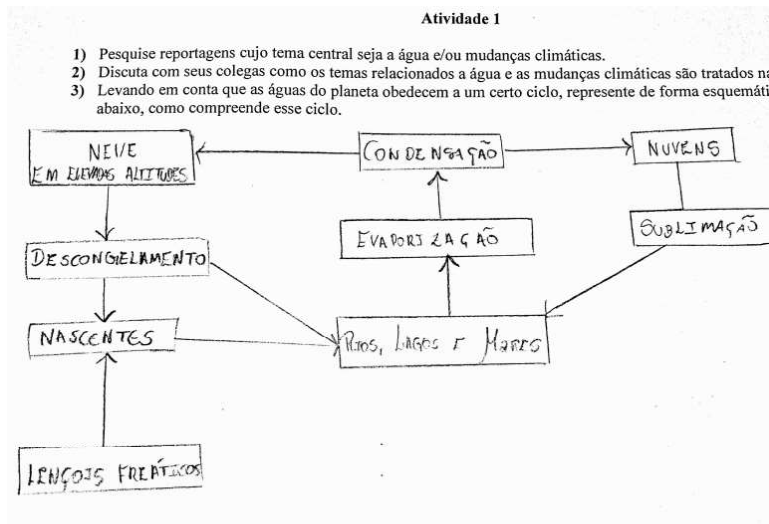 Atividade 1
1) Pesquise reportagens cujo tema central seja a água e/ou mudanças climáticas.
2) Discuta com seus colegas como os temas relacionados a água e as mudanças climáticas são tratados na
3) Levando em conta que as águas do planeta obedecem a um certo ciclo, represente de forma esquemáti
abaixo, como compreende esse ciclo.
NEVE
EM ELEVADAS ALTITUDES
CONDENSAÇÃO
NUVENS
EVAPORIZAÇÃO
SUBLIMAÇÃO
DESCONGELAMENTO
NASCENTES
RIOS, LAGOS E MARES
LENÇOIS FREÁTICOS